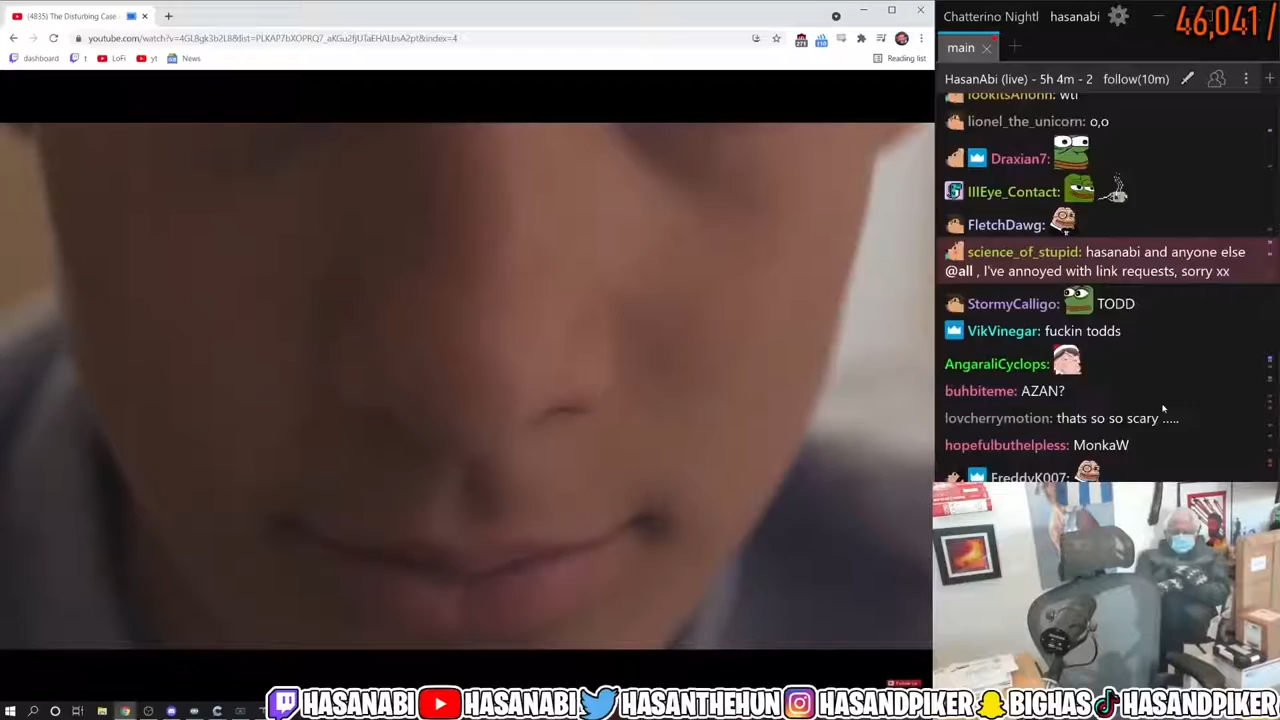 (4835) The Disturbing Case
Chatterino Nightl hasanabi
46,041 /
youtube.com/watch?v=4GL8gk3b2L8&list=PLKAP7bXOPRQ7_aKGu2fjUTaEHALbsA2pt&index=4
main
dashboard t LoFi yt News Reading list
HasanAbi (live) - 5h 4m - 2 follow(10m)
lookitsAnonn: wtf
lionel_the_unicorn: o,o
Draxian7:
IIIEye_Contact:
FletchDawg:
science_of_stupid: hasanabi and anyone else
@all , I've annoyed with link requests, sorry xx
StormyCalligo: TODD
VikVinegar: fuckin todds
AngaraliCyclops:
buhbiteme: AZAN?
lovcherrymotion: thats so so scary .....
hopefulbuthelpless: MonkaW
FreddyK007:
HASANABI HASANABI HASANTHEHUN HASANDPIKER BIGHAS HASANDPIKER